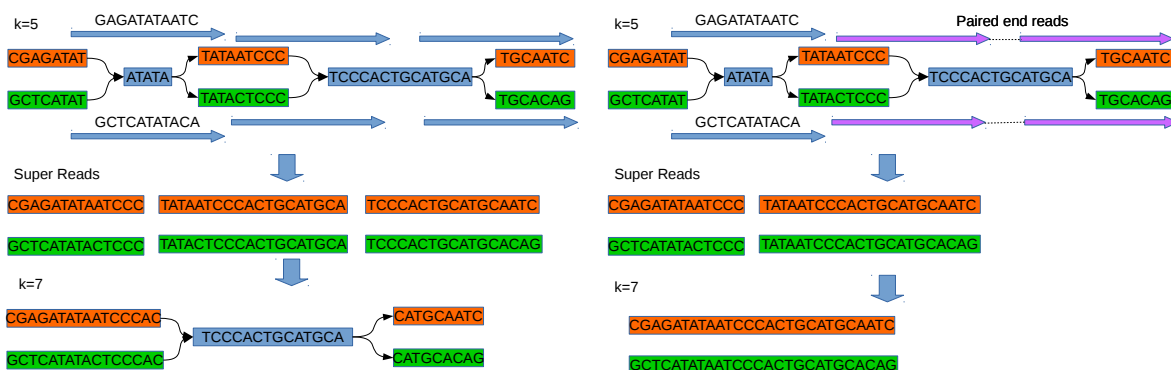 k=5
GAGATATAATC
CGAGATAT
TATAATCCC
TGCAATC
ATATA
TCCCACTGCATGCA
GCTCATAT
TATACTCCC
TGCACAG
GCTCATATACA
Super Reads
CGAGATATAATCCC
TATAATCCCACTGCATGCA
TCCCACTGCATGCAATC
GCTCATATACTCCC
TATACTCCCACTGCATGCA
TCCCACTGCATGCACAG
k=7
CGAGATATAATCCCAC
CATGCAATC
TCCCACTGCATGCA
GCTCATATACTCCCAC
CATGCACAG
k=5
GAGATATAATC
Paired end reads
CGAGATAT
TATAATCCC
TGCAATC
ATATA
TCCCACTGCATGCA
GCTCATAT
TATACTCCC
TGCACAG
GCTCATATACA
Super Reads
CGAGATATAATCCC
TATAATCCCACTGCATGCAATC
GCTCATATACTCCC
TATAATCCCACTGCATGCACAG
k=7
CGAGATATAATCCCACTGCATGCAATC
GCTCATATAATCCCACTGCATGCACAG